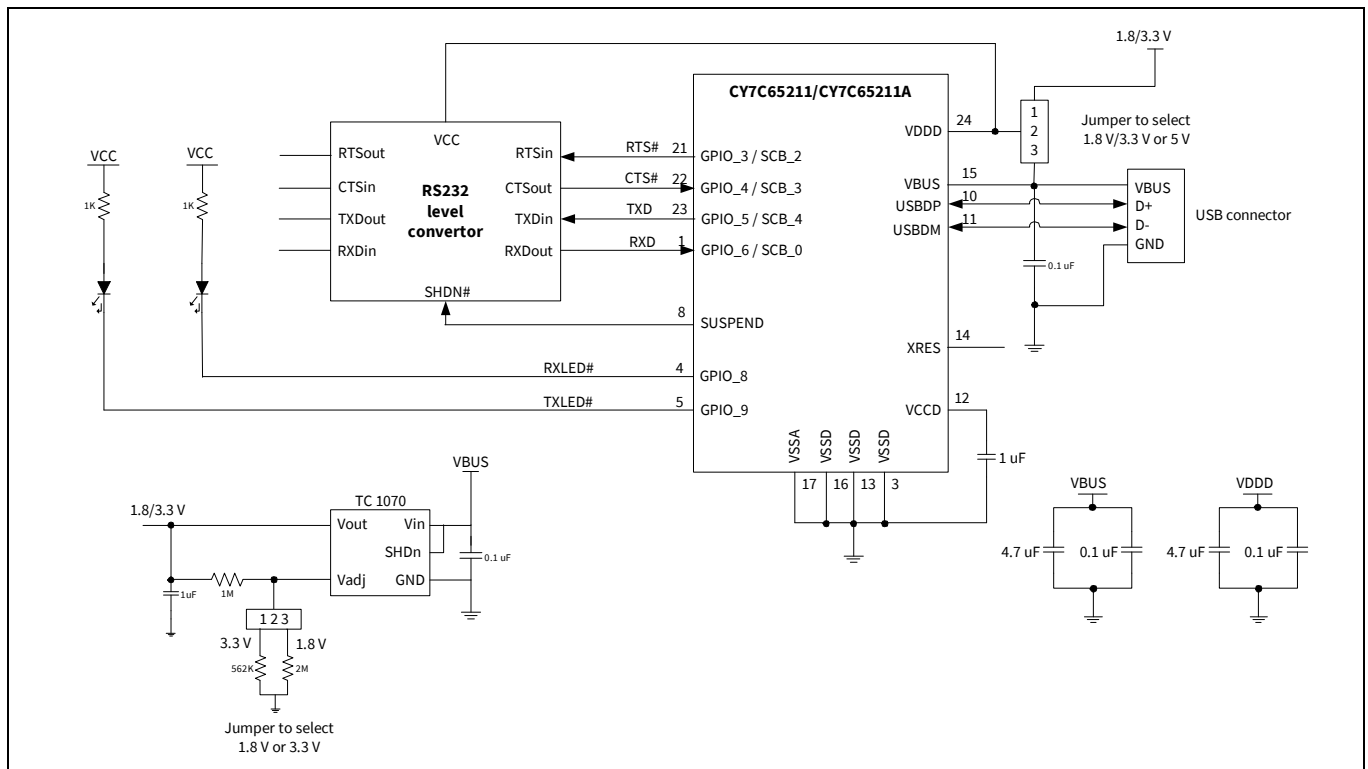 1.8/3.3 V
CY7C65211/CY7C65211A
Jumper to select
1.8 V/3.3 V or 5 V
1
2
3
VDDD
24
VCC
VCC
VCC
RTSout
CTSin
TXDout
RXDin
RS232
level
convertor
RTSin
CTSout
TXDin
RXDout
SHDN#
RTS#
21
GPIO_3 / SCB_2
CTS#
22
GPIO_4 / SCB_3
TXD
23
GPIO_5 / SCB_4
RXD
1
GPIO_6 / SCB_0
VBUS
15
USBDP
10
USBDM
11
VBUS
D+
D-
GND
USB connector
0.1 uF
1K
1K
8
SUSPEND
XRES
14
RXLED#
4
GPIO_8
TXLED#
5
GPIO_9
VCCD
12
1 uF
VSSA
VSSD
VSSD
VSSD
17
16
13
3
VBUS
TC 1070
1.8/3.3 V
Vout
Vin
SHDn
Vadj
GND
0.1 uF
1uF
1M
1 2 3
3.3 V
1.8 V
562K
2M
Jumper to select
1.8 V or 3.3 V
VBUS
4.7 uF
0.1 uF
VDDD
4.7 uF
0.1 uF